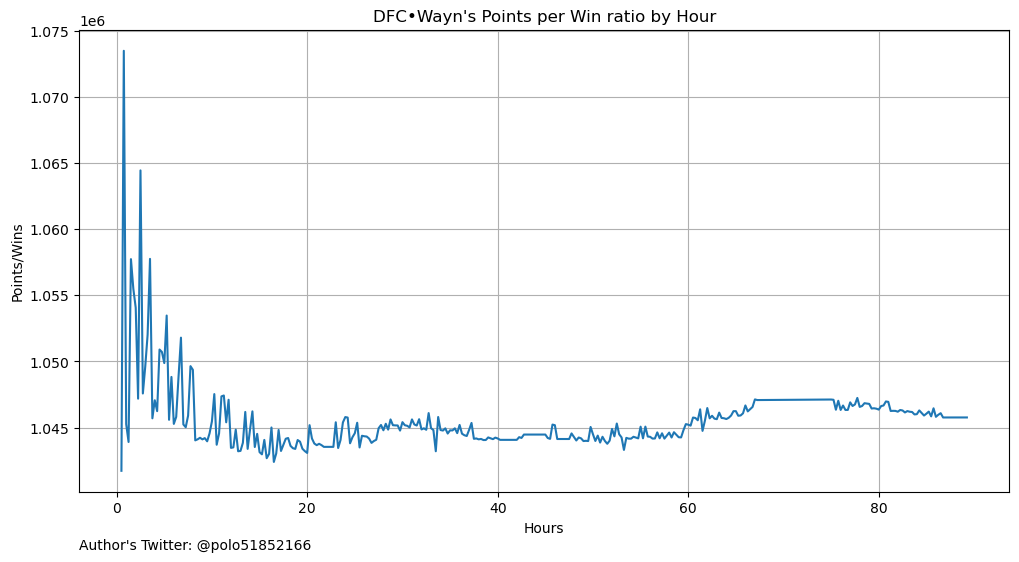 DFC•Wayn's Points per Win ratio by Hour
1e6
1.075
1.070
1.065
1.060
1.055
1.050
1.045
Points/Wins
0 20 40 60 80
Hours
Author's Twitter: @polo51852166